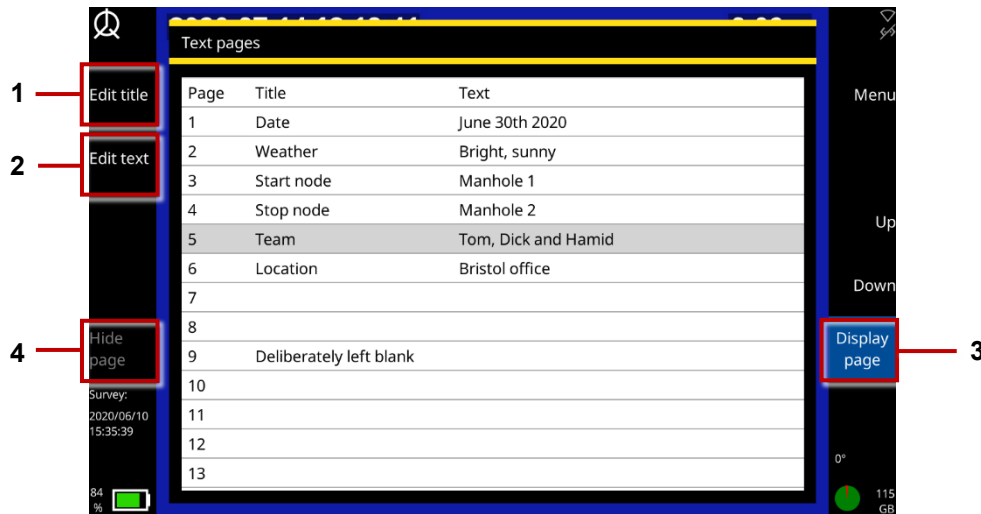 Text pages
1
Edit title
2
Edit text
4
Hide
page
Survey:
2020/06/10
15:35:39
84
%
Page Title Text
1 Date June 30th 2020
2 Weather Bright, sunny
3 Start node Manhole 1
4 Stop node Manhole 2
5 Team Tom, Dick and Hamid
6 Location Bristol office
7
8
9 Deliberately left blank
10
11
12
13
Menu
Up
Down
Display
page
3
0°
115
GB